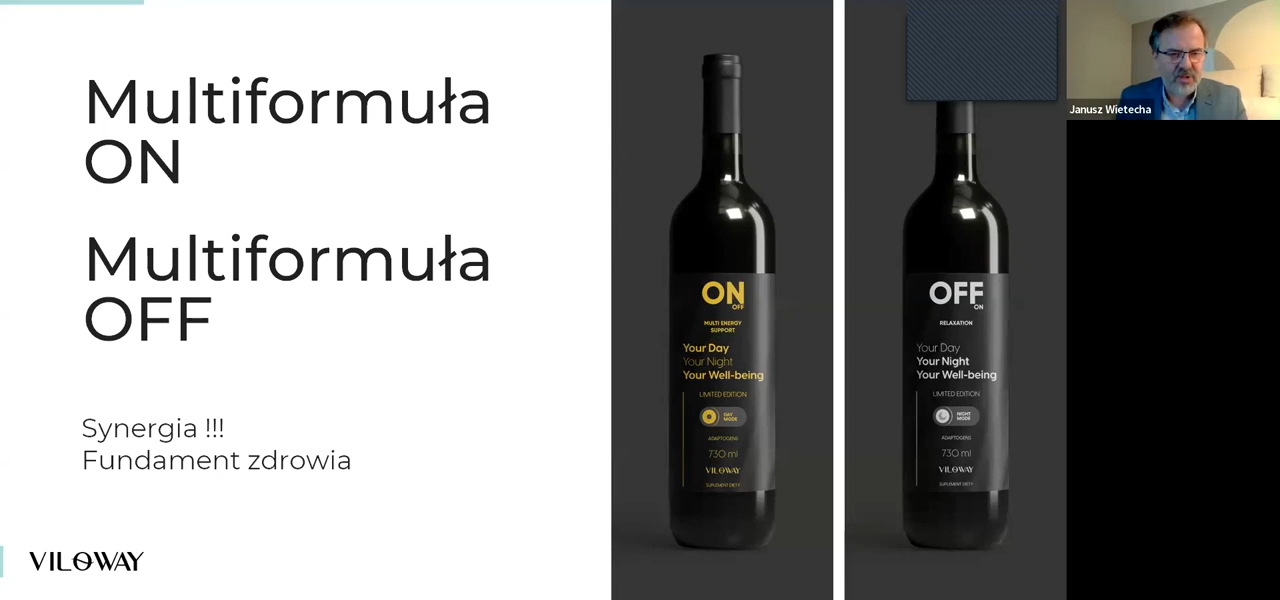 Multiformuła
ON
Multiformuła
OFF
Synergia !!!
Fundament zdrowia
VILOWAY
ON
OFF
MULTI ENERGY
SUPPORT
Your Day
Your Night
Your Well-being
LIMITED EDITION
DAY
MODE
ADAPTOGENS
730 ml
VILOWAY
SUPLEMENT DIETY
OFF
ON
RELAXATION
Your Day
Your Night
Your Well-being
LIMITED EDITION
NIGHT
MODE
ADAPTOGENS
730 ml
VILOWAY
SUPLEMENT DIETY
Janusz Wietecha